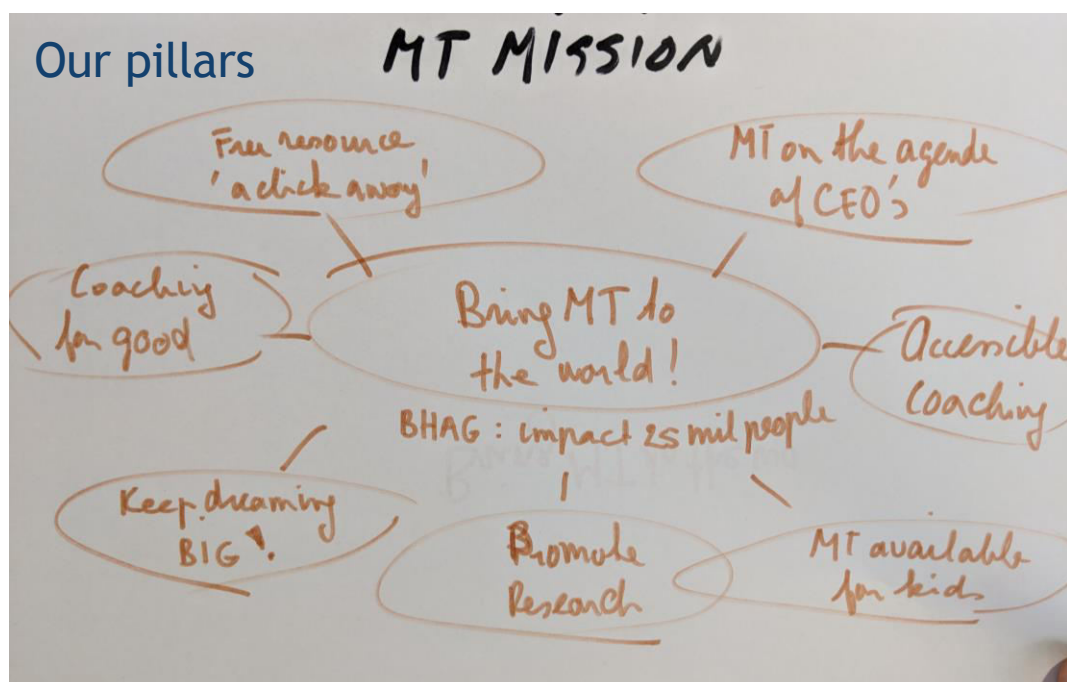 Our pillars
MT MISSION
Free resource
'a click away'
MT on the agende
of CEO's
Coaching
for good
Bring MT to
the world!
Accessible
Coaching
BHAG: impact 25 mil people
Keep dreaming
BIG!
Promote
Research
MT available
for kids